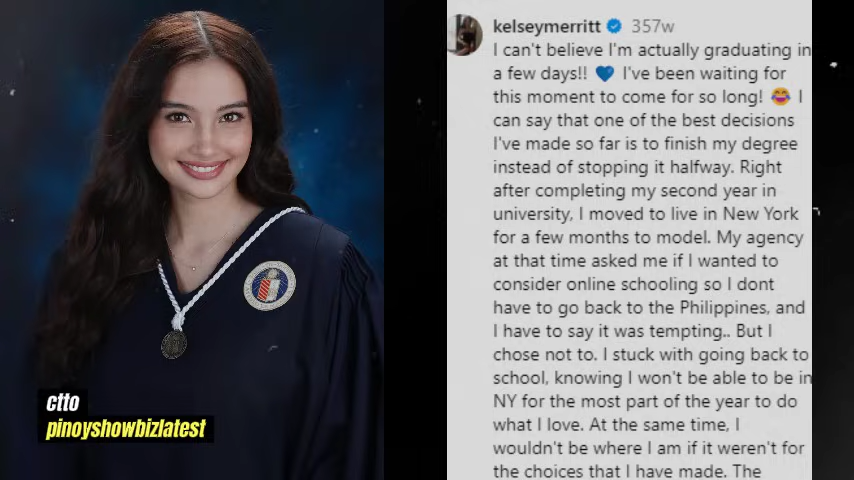 kelseymerritt 357w
I can't believe I'm actually graduating in
a few days!! 💙 I've been waiting for
this moment to come for so long! 😂 I
can say that one of the best decisions
I've made so far is to finish my degree
instead of stopping it halfway. Right
after completing my second year in
university, I moved to live in New York
for a few months to model. My agency
at that time asked me if I wanted to
consider online schooling so I dont
have to go back to the Philippines, and
I have to say it was tempting.. But I
chose not to. I stuck with going back to
school, knowing I won't be able to be in
NY for the most part of the year to do
what I love. At the same time, I
wouldn't be where I am if it weren't for
the choices that I have made. The
ctto
pinoyshowbizlatest